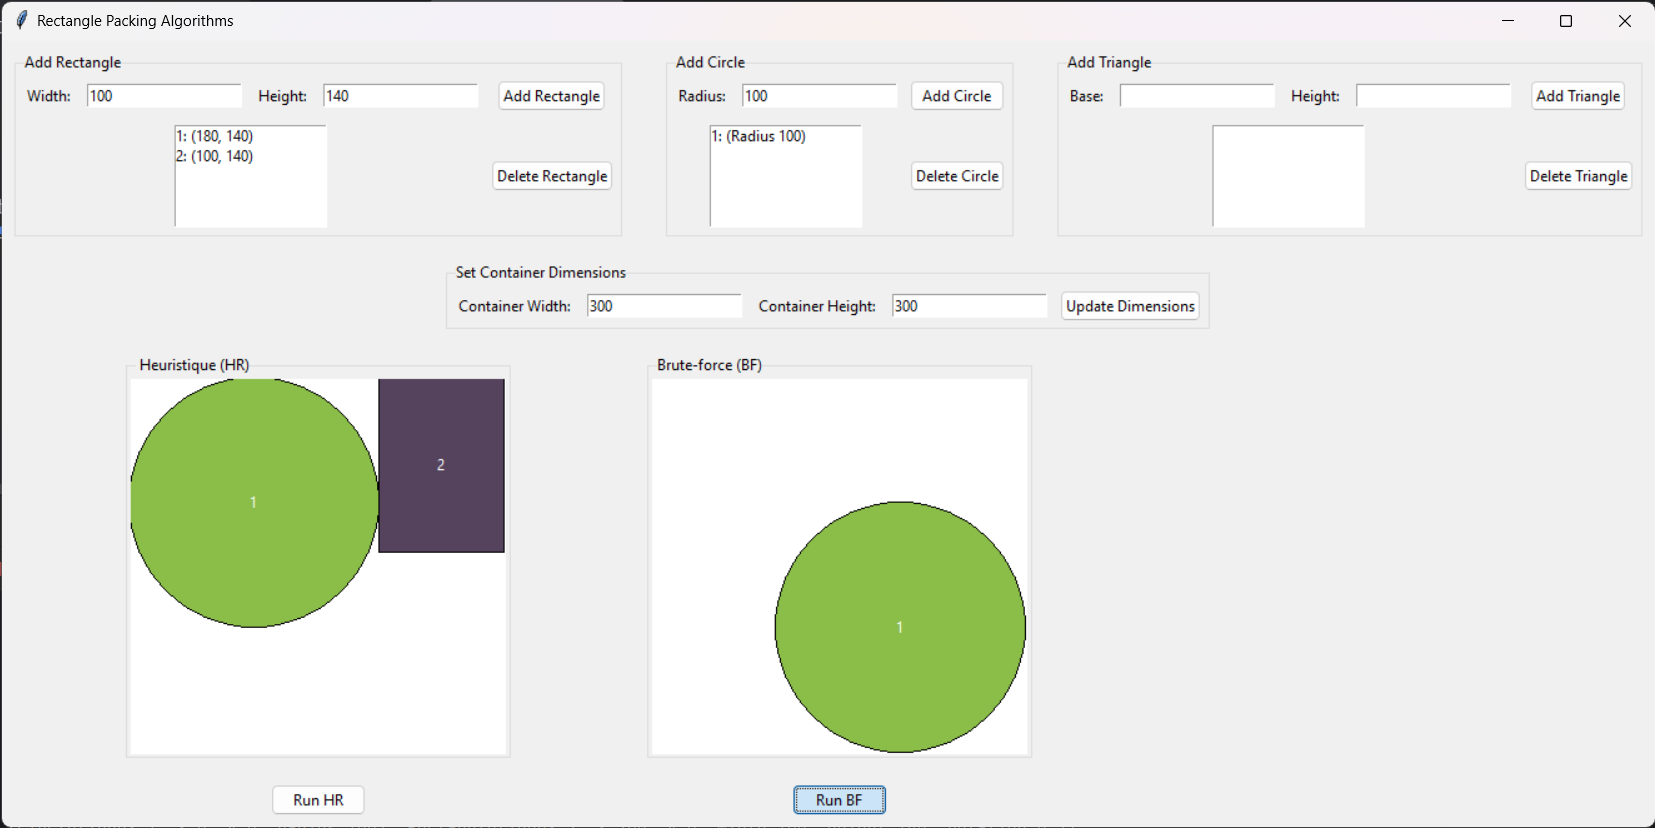 Rectangle Packing Algorithms
Add Rectangle
Width: 100 Height: 140 Add Rectangle
1: (180, 140)
2: (100, 140)
Delete Rectangle
Add Circle
Radius: 100 Add Circle
1: (Radius 100)
Delete Circle
Add Triangle
Base: Height: Add Triangle
Delete Triangle
Set Container Dimensions
Container Width: 300 Container Height: 300 Update Dimensions
Heuristique (HR)
2
1
Run HR
Brute-force (BF)
1
Run BF